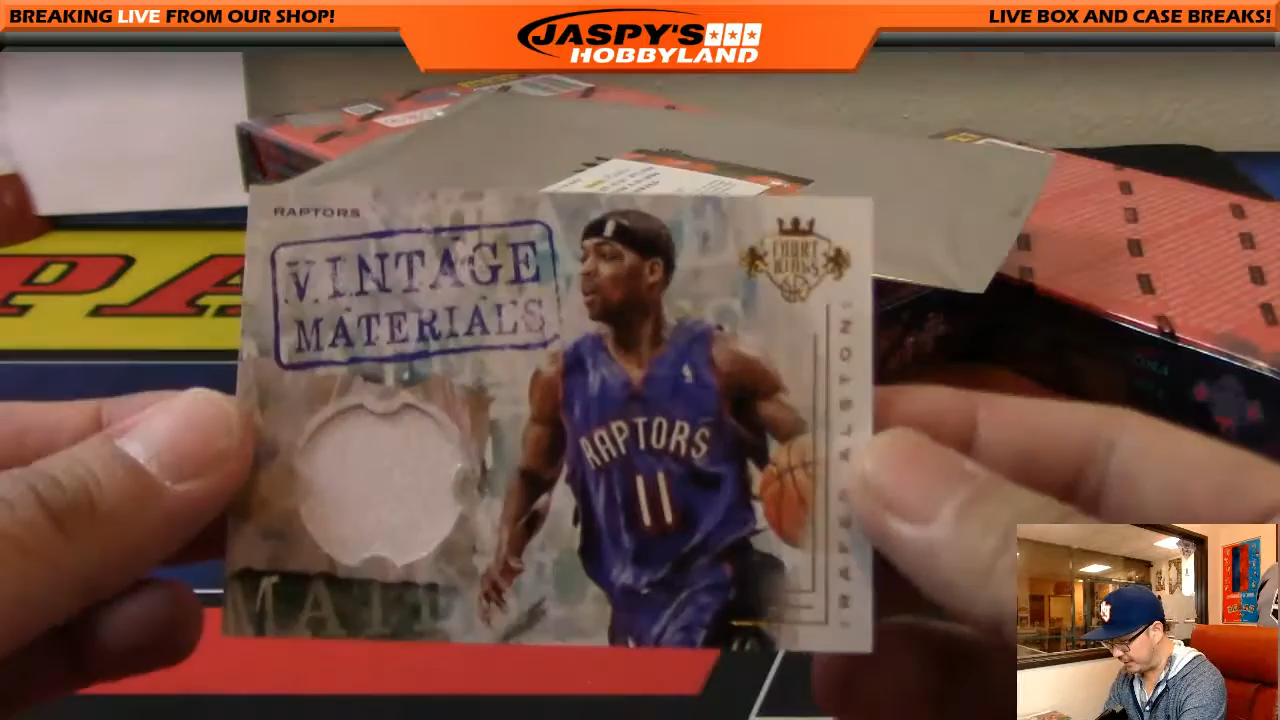 BREAKING LIVE FROM OUR SHOP!
JASPY'S
HOBBYLAND
LIVE BOX AND CASE BREAKS!
PA
RAPTORS
VINTAGE
MATERIALS
COURT
KINGS
RAPTORS
11
RAFER ALSTON